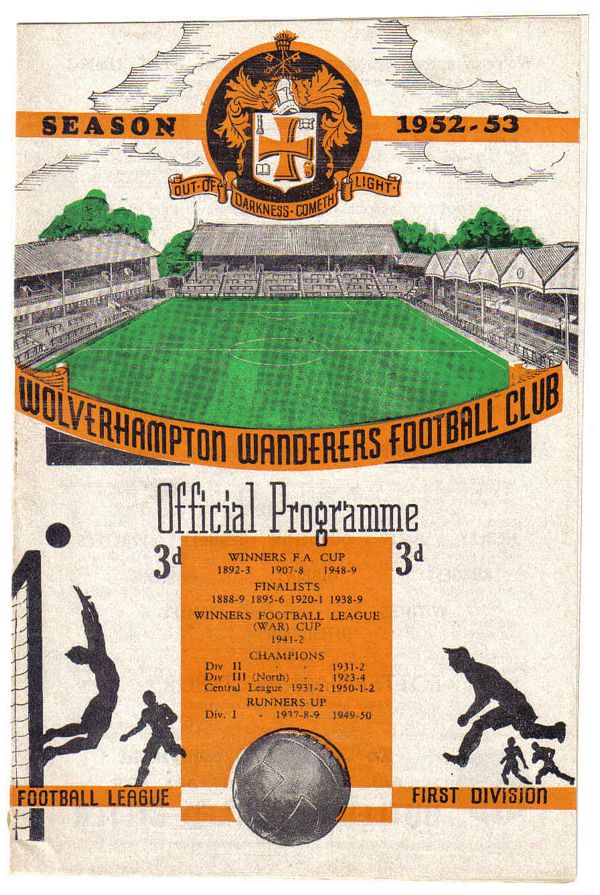 SEASON 1952-53
OUT·OF· DARKNESS·COMETH LIGHT·
WOLVERHAMPTON WANDERERS FOOTBALL CLUB
Official Programme
3d 3d
WINNERS F.A. CUP
1892-3 1907-8 1948-9
FINALISTS
1888-9 1895-6 1920-1 1938-9
WINNERS FOOTBALL LEAGUE
(WAR) CUP
1941-2
CHAMPIONS
Div II - - 1931-2
Div III (North) - 1923-4
Central League 1931-2 1950-1-2
RUNNERS UP
Div. I - 1937-8-9 1949-50
FOOTBALL LEAGUE FIRST DIVISION